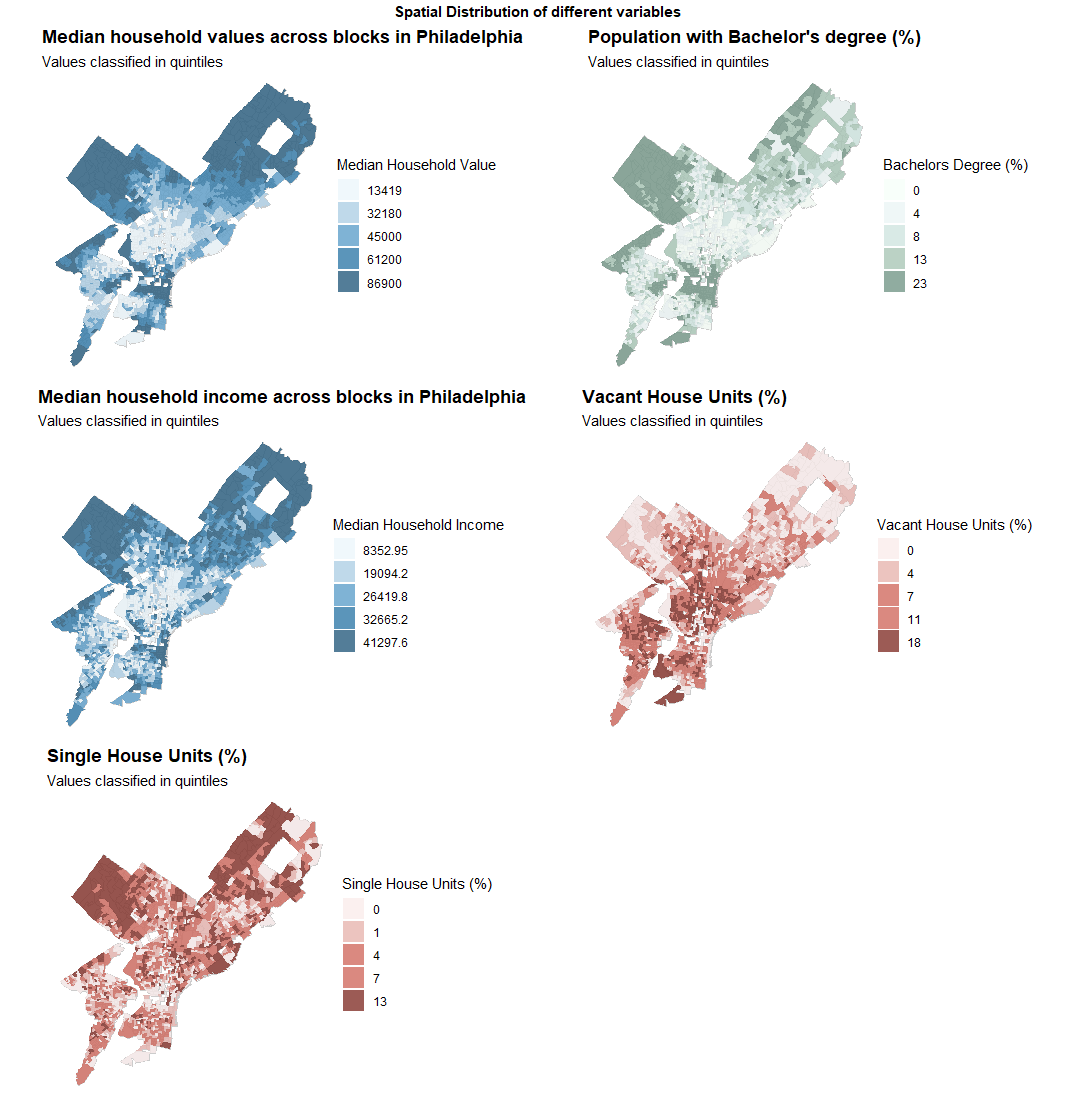 Spatial Distribution of different variables
Median household values across blocks in Philadelphia
Values classified in quintiles
Median Household Value
13419
32180
45000
61200
86900
Population with Bachelor's degree (%)
Values classified in quintiles
Bachelors Degree (%)
0
4
8
13
23
Median household income across blocks in Philadelphia
Values classified in quintiles
Median Household Income
8352.95
19094.2
26419.8
32665.2
41297.6
Vacant House Units (%)
Values classified in quintiles
Vacant House Units (%)
0
4
7
11
18
Single House Units (%)
Values classified in quintiles
Single House Units (%)
0
1
4
7
13